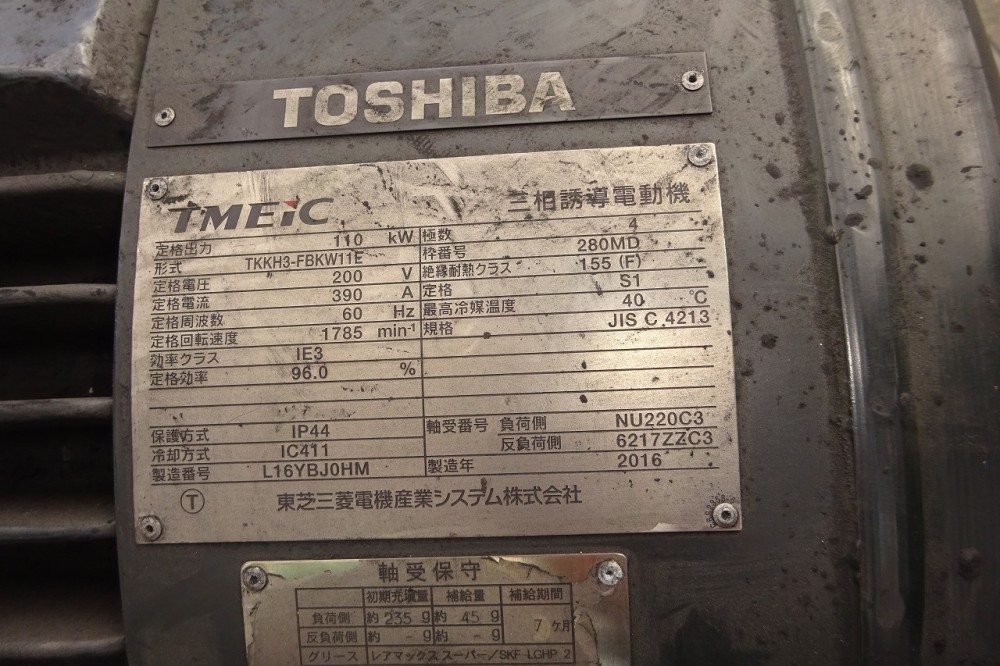 TOSHIBA
TMEiC 三相誘導電動機
定格出力 110 kW 極数 4
形式 TKKH3-FBKW11E 枠番号 280MD
定格電圧 200 V 絶縁耐熱クラス 155 (F)
定格電流 390 A 定格 S1
定格周波数 60 Hz 最高冷媒温度 40 ℃
定格回転速度 1785 min-1 規格 JIS C 4213
効率クラス IE3
定格効率 96.0 %
保護方式 IP44 軸受番号 負荷側 NU220C3
冷却方式 IC411 反負荷側 6217ZZC3
製造番号 L16YBJ0HM 製造年 2016
T 東芝三菱電機産業システム株式会社
軸受保守
初期充填量 補給量 補給期間
負荷側 約 235 g 約 45 g 7 ケ月
反負荷側 約 - g 約 - g
グリース レアマックススーパー/SKF LGHP 2